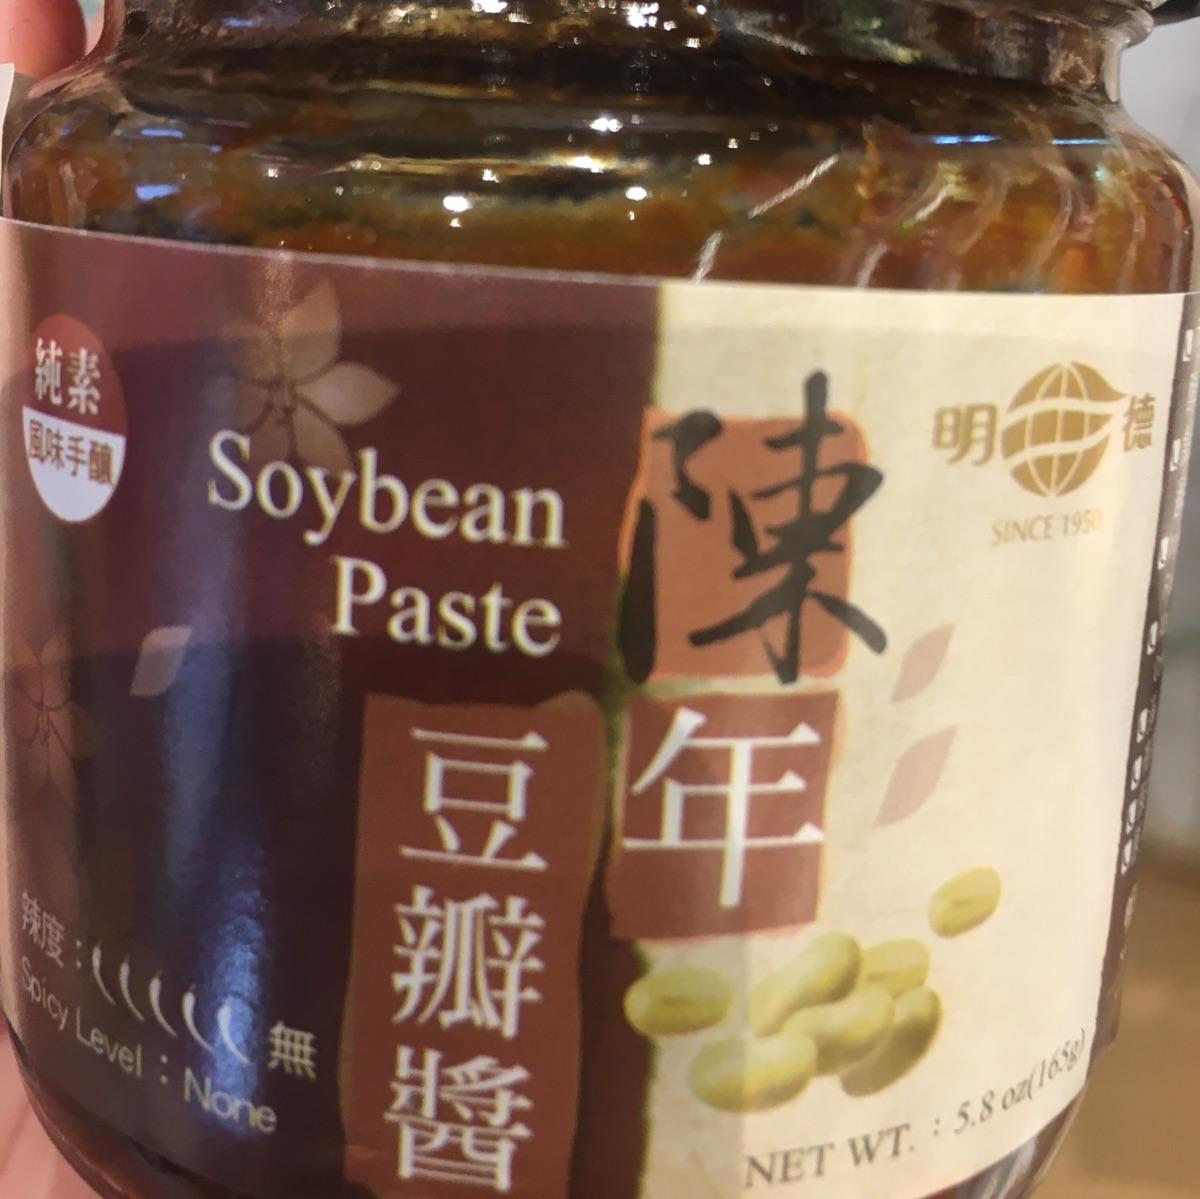 純素
風味手釀
Soybean
Paste
陳年
豆瓣醬
明德
SINCE 1950
辣度：
無
Spicy Level：None
NET WT.：5.8 oz(165g)